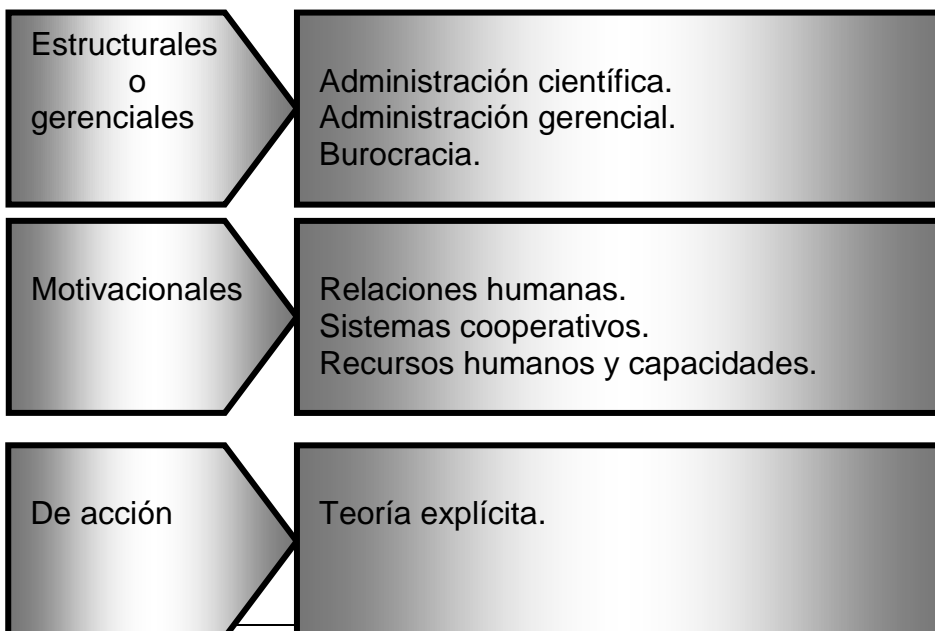 Estructurales
o
gerenciales
Administración científica.
Administración gerencial.
Burocracia.
Motivacionales
Relaciones humanas.
Sistemas cooperativos.
Recursos humanos y capacidades.
De acción
Teoría explícita.